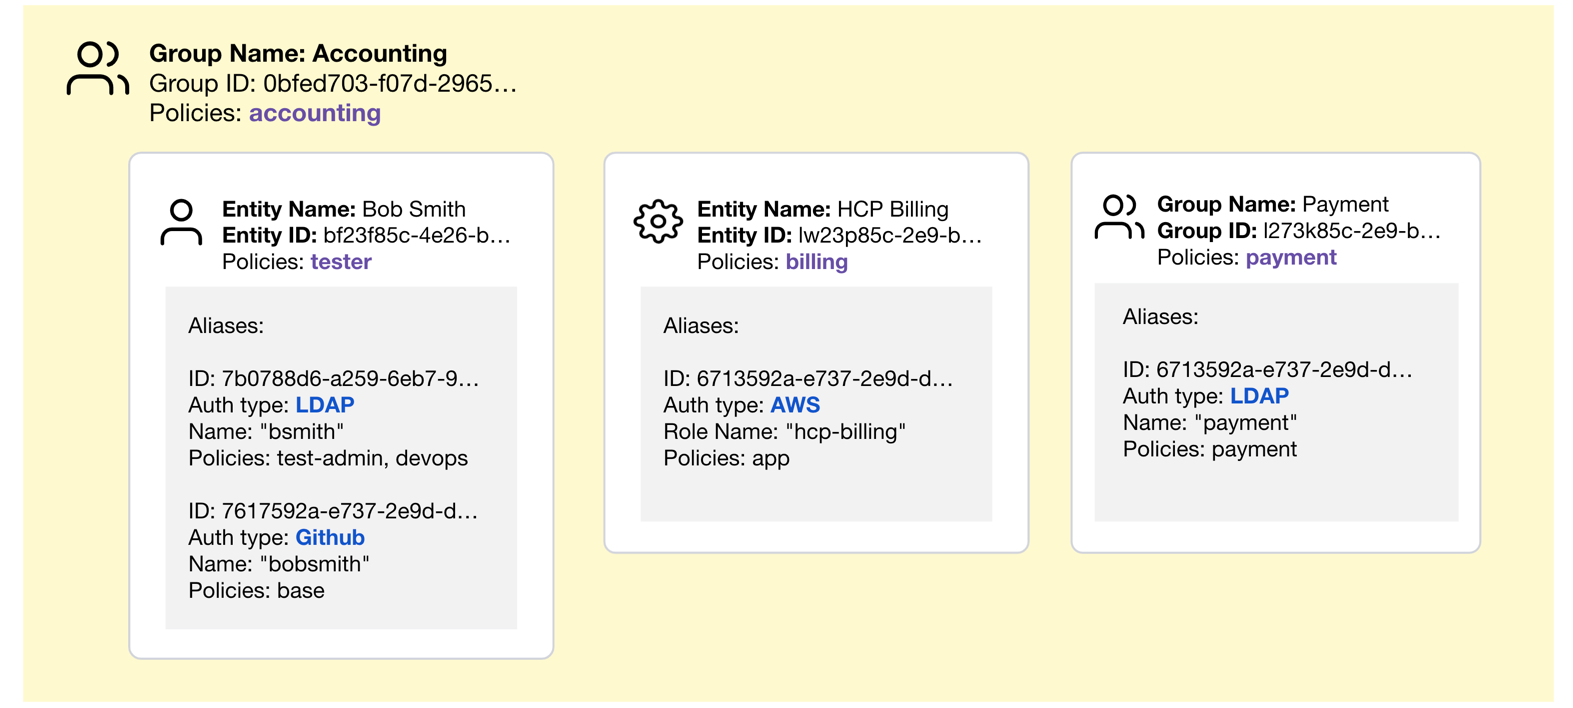 Group Name: Accounting
Group ID: 0bfed703-f07d-2965...
Policies: accounting
Entity Name: Bob Smith
Entity ID: bf23f85c-4e26-b...
Policies: tester
Aliases:
ID: 7b0788d6-a259-6eb7-9...
Auth type: LDAP
Name: "bsmith"
Policies: test-admin, devops
ID: 7617592a-e737-2e9d-d...
Auth type: Github
Name: "bobsmith"
Policies: base
Entity Name: HCP Billing
Entity ID: lw23p85c-2e9-b...
Policies: billing
Aliases:
ID: 6713592a-e737-2e9d-d...
Auth type: AWS
Role Name: "hcp-billing"
Policies: app
Group Name: Payment
Group ID: l273k85c-2e9-b...
Policies: payment
Aliases:
ID: 6713592a-e737-2e9d-d...
Auth type: LDAP
Name: "payment"
Policies: payment